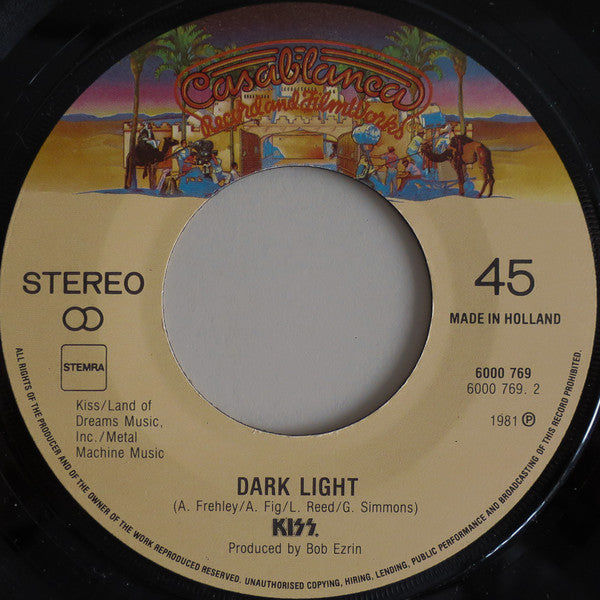 Casablanca
Record and FilmWorks
STEREO
45
MADE IN HOLLAND
STEMRA
6000 769
6000 769. 2
Kiss/Land of
Dreams Music,
Inc./Metal
Machine Music
1981 Ⓟ
DARK LIGHT
(A. Frehley/A. Fig/L. Reed/G. Simmons)
KISS.
Produced by Bob Ezrin
ALL RIGHTS OF THE PRODUCER AND OF THE OWNER OF THE WORK REPRODUCED RESERVED. UNAUTHORISED COPYING, HIRING, LENDING, PUBLIC PERFORMANCE AND BROADCASTING OF THIS RECORD PROHIBITED.